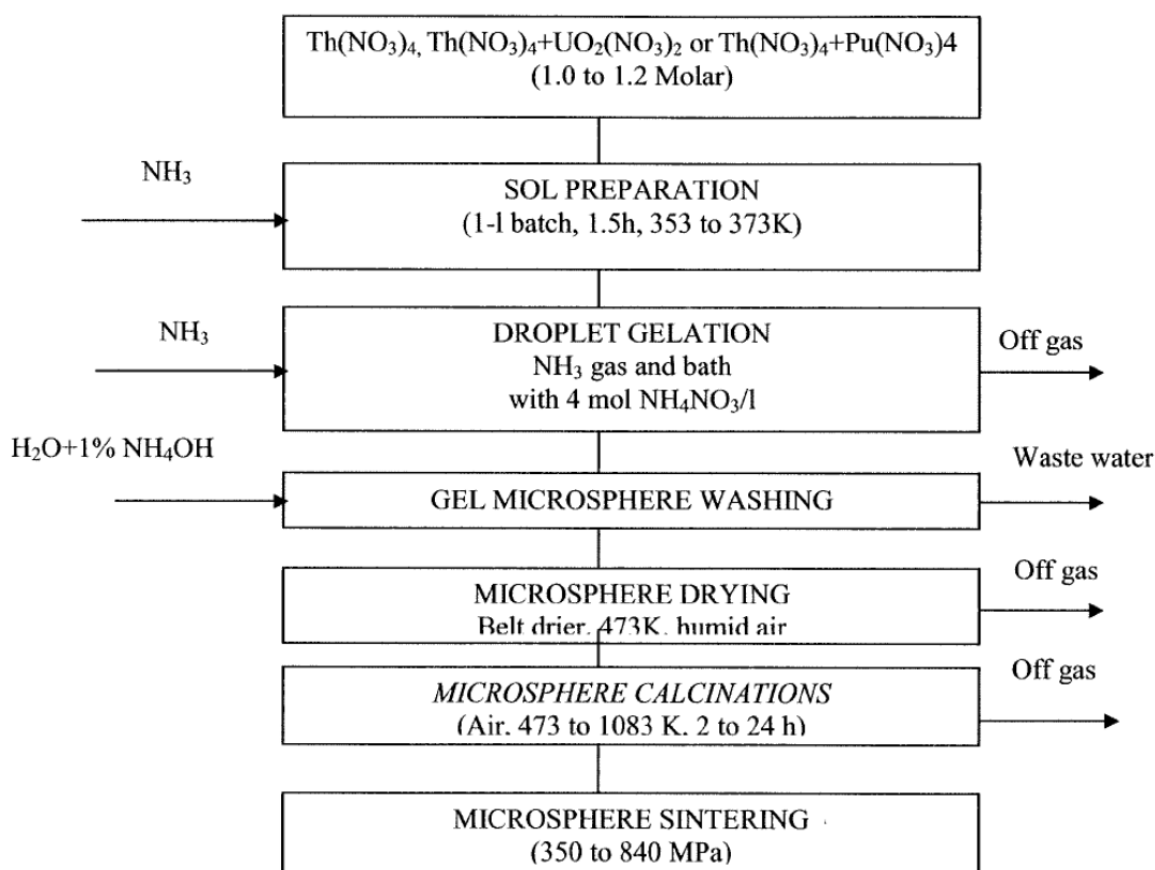 Th(NO₃)₄, Th(NO₃)₄+UO₂(NO₃)₂ or Th(NO₃)₄+Pu(NO₃)4
(1.0 to 1.2 Molar)
NH₃
SOL PREPARATION
(1-l batch, 1.5h, 353 to 373K)
NH₃
DROPLET GELATION
NH₃ gas and bath
with 4 mol NH₄NO₃/l
Off gas
H₂O+1% NH₄OH
GEL MICROSPHERE WASHING
Waste water
MICROSPHERE DRYING
Belt drier, 473K, humid air
Off gas
MICROSPHERE CALCINATIONS
(Air, 473 to 1083 K, 2 to 24 h)
Off gas
MICROSPHERE SINTERING
(350 to 840 MPa)